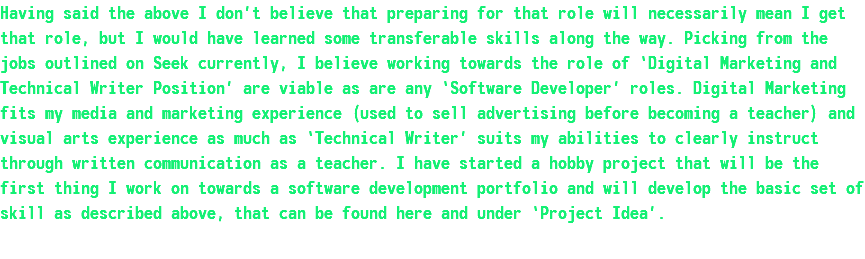 Having said the above I don't believe that preparing for that role will necessarily mean I get
that role, but I would have learned some transferable skills along the way. Picking from the
jobs outlined on Seek currently, I believe working towards the role of 'Digital Marketing and
Technical Writer Position' are viable as are any 'Software Developer' roles. Digital Marketing
fits my media and marketing experience (used to sell advertising before becoming a teacher) and
visual arts experience as much as 'Technical Writer' suits my abilities to clearly instruct
through written communication as a teacher. I have started a hobby project that will be the
first thing I work on towards a software development portfolio and will develop the basic set of
skill as described above, that can be found here and under 'Project Idea'.